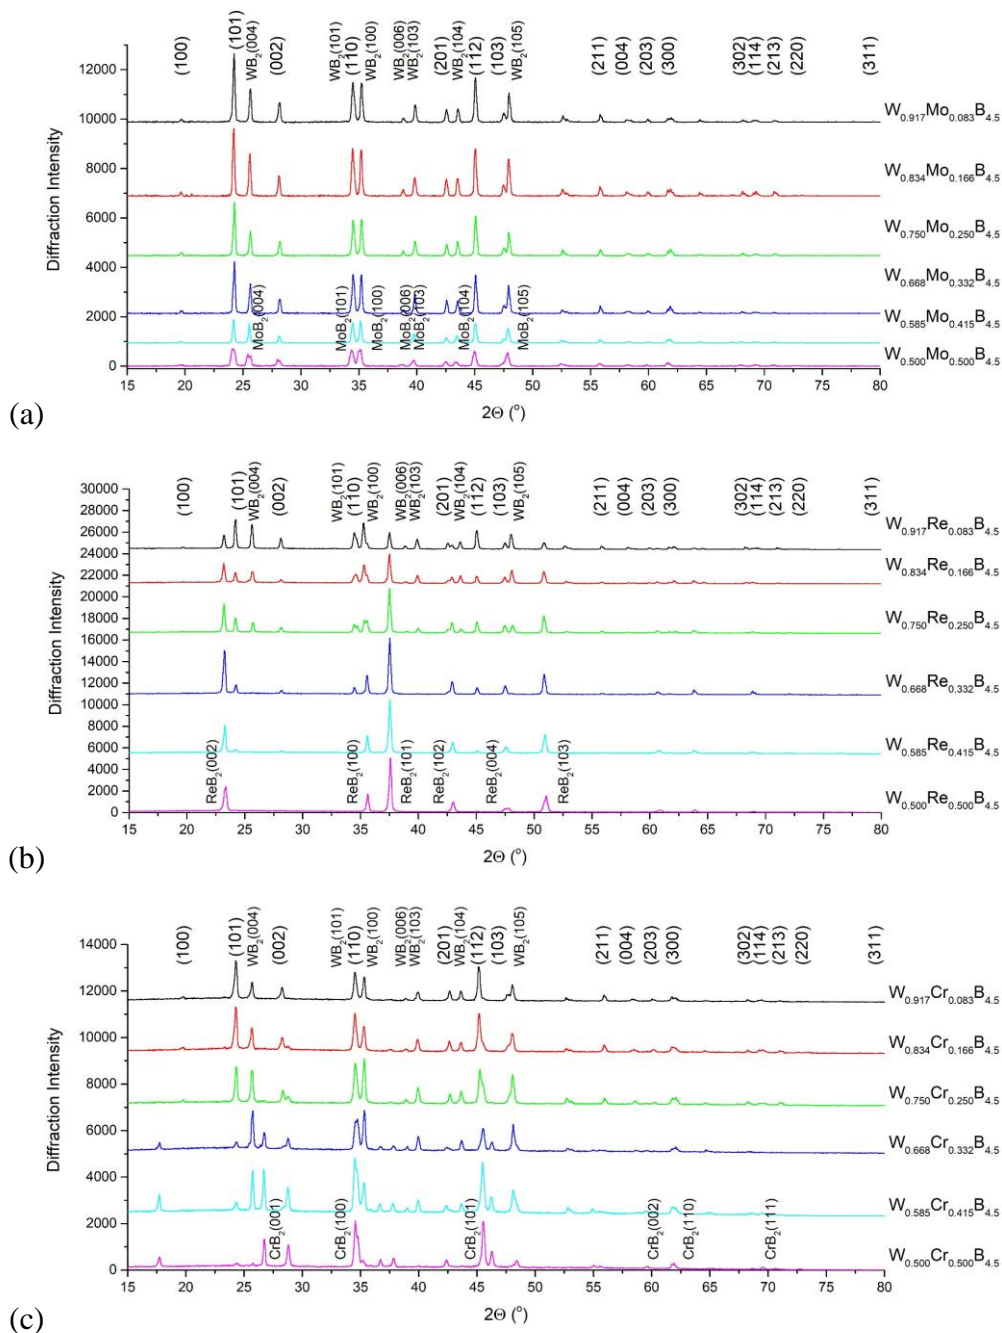 (100) (101) WB₂(004) (002) WB₂(101) (110) WB₂(100) WB₂(006) WB₂(103) (201) WB₂(104) (112) (103) WB₂(105) (211) (004) (203) (300) (302) (114) (213) (220) (311)
12000
10000
8000
6000
4000
2000
0
Diffraction Intensity
W₀.₉₁₇Mo₀.₀₈₃B₄.₅
W₀.₈₃₄Mo₀.₁₆₆B₄.₅
W₀.₇₅₀Mo₀.₂₅₀B₄.₅
W₀.₆₆₈Mo₀.₃₃₂B₄.₅
W₀.₅₈₅Mo₀.₄₁₅B₄.₅
W₀.₅₀₀Mo₀.₅₀₀B₄.₅
MoB₂(004) MoB₂(101) MoB₂(100) MoB₂(006) MoB₂(103) MoB₂(104) MoB₂(105)
15 20 25 30 35 40 45 50 55 60 65 70 75 80
2Θ (°)
(a)
(100) (101) WB₂(004) (002) WB₂(101) (110) WB₂(100) WB₂(006) WB₂(103) (201) WB₂(104) (112) (103) WB₂(105) (211) (004) (203) (300) (302) (114) (213) (220) (311)
30000
28000
26000
24000
22000
20000
18000
16000
14000
12000
10000
8000
6000
4000
2000
0
Diffraction Intensity
W₀.₉₁₇Re₀.₀₈₃B₄.₅
W₀.₈₃₄Re₀.₁₆₆B₄.₅
W₀.₇₅₀Re₀.₂₅₀B₄.₅
W₀.₆₆₈Re₀.₃₃₂B₄.₅
W₀.₅₈₅Re₀.₄₁₅B₄.₅
W₀.₅₀₀Re₀.₅₀₀B₄.₅
ReB₂(002) ReB₂(100) ReB₂(101) ReB₂(102) ReB₂(004) ReB₂(103)
15 20 25 30 35 40 45 50 55 60 65 70 75 80
2Θ (°)
(b)
(100) (101) WB₂(004) (002) WB₂(101) (110) WB₂(100) WB₂(006) WB₂(103) (201) WB₂(104) (112) (103) WB₂(105) (211) (004) (203) (300) (302) (114) (213) (220) (311)
14000
12000
10000
8000
6000
4000
2000
0
Diffraction Intensity
W₀.₉₁₇Cr₀.₀₈₃B₄.₅
W₀.₈₃₄Cr₀.₁₆₆B₄.₅
W₀.₇₅₀Cr₀.₂₅₀B₄.₅
W₀.₆₆₈Cr₀.₃₃₂B₄.₅
W₀.₅₈₅Cr₀.₄₁₅B₄.₅
W₀.₅₀₀Cr₀.₅₀₀B₄.₅
CrB₂(001) CrB₂(100) CrB₂(101) CrB₂(002) CrB₂(110) CrB₂(111)
15 20 25 30 35 40 45 50 55 60 65 70 75 80
2Θ (°)
(c)